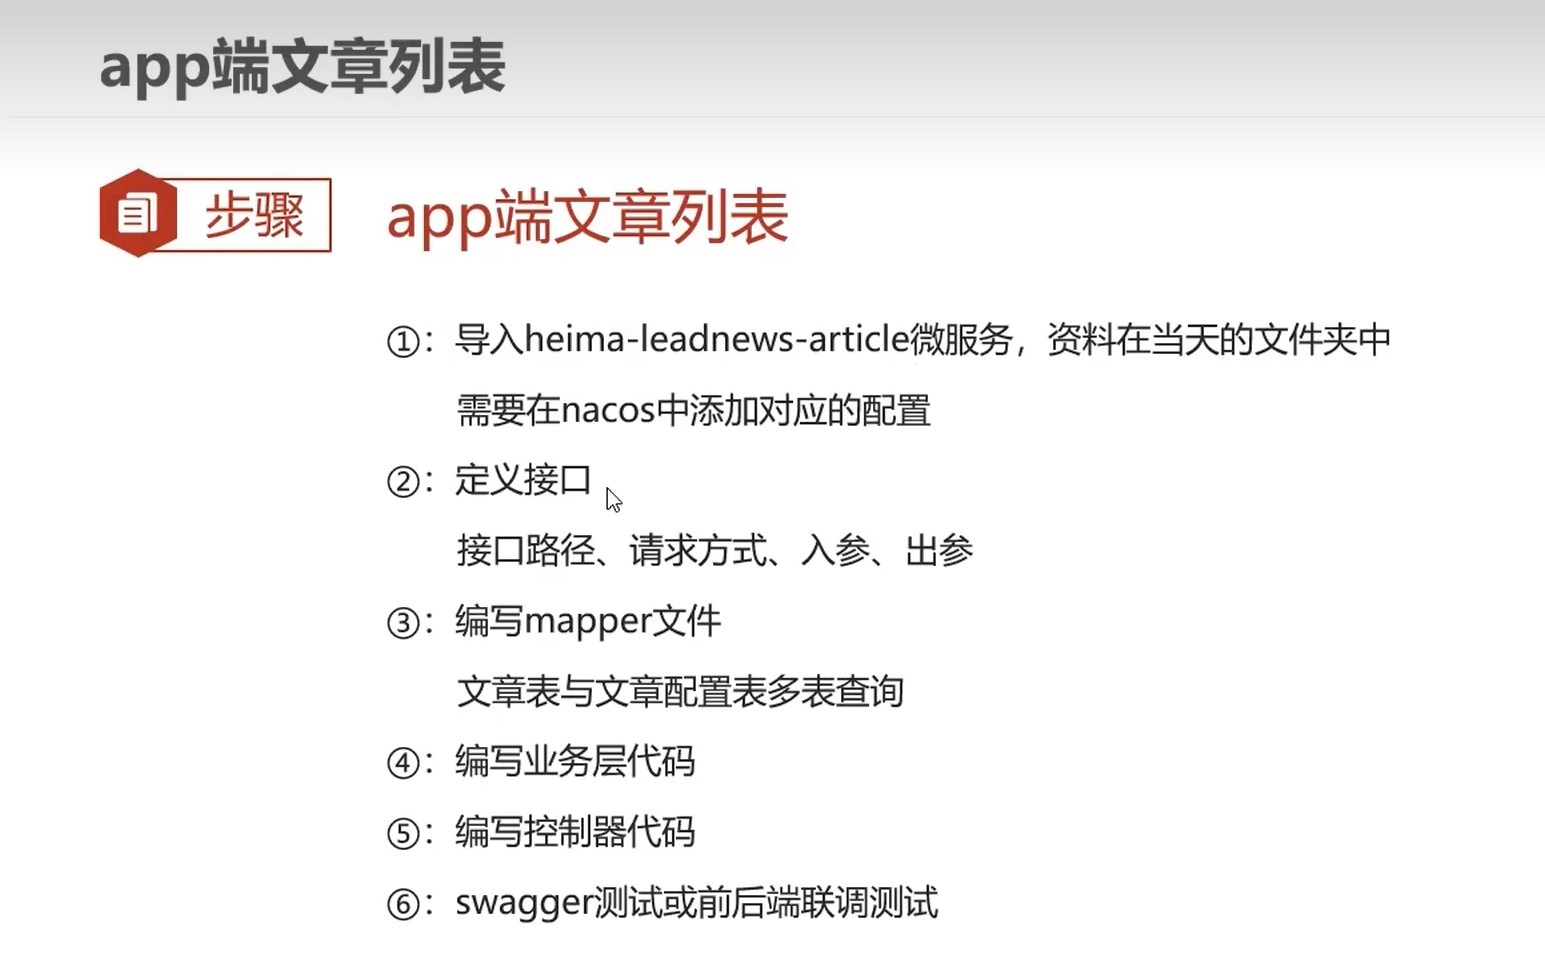 app端文章列表
步骤
app端文章列表
①：导入heima-leadnews-article微服务，资料在当天的文件夹中
需要在nacos中添加对应的配置
②：定义接口
接口路径、请求方式、入参、出参
③：编写mapper文件
文章表与文章配置表多表查询
④：编写业务层代码
⑤：编写控制器代码
⑥：swagger测试或前后端联调测试